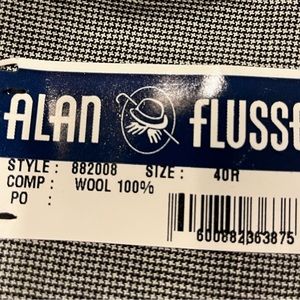 ALAN FLUSSE
STYLE : 882008 SIZE : 40R
COMP : WOOL 100%
PO :
600882363875